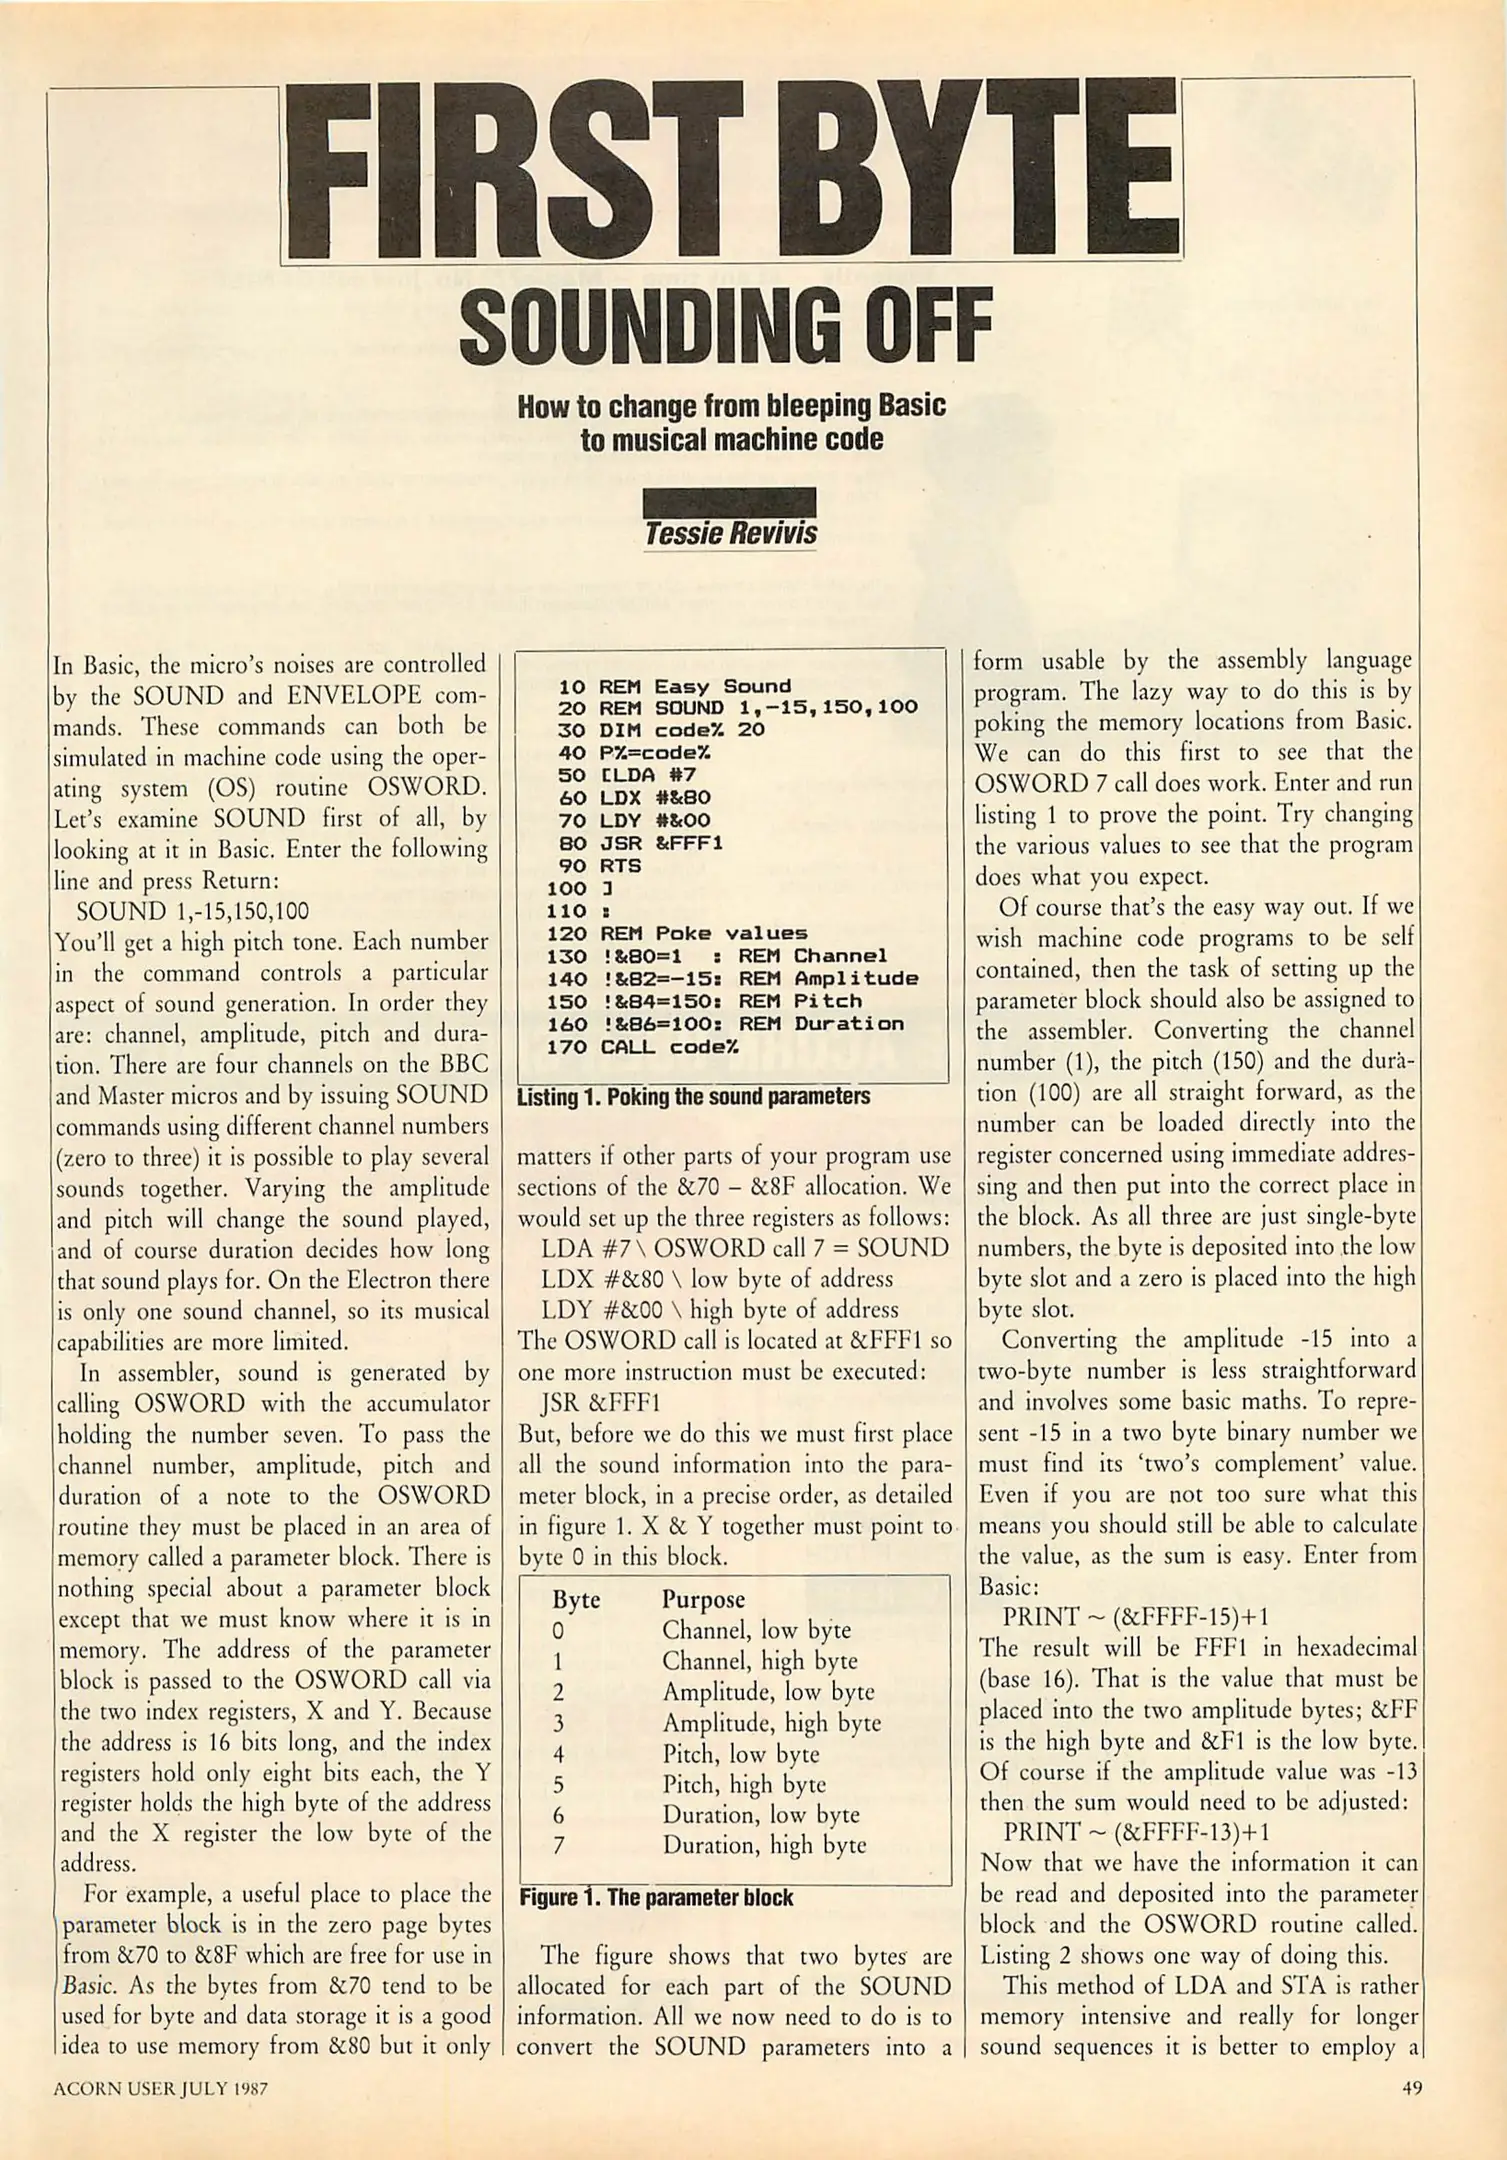 FIRST BYTE
SOUNDING OFF
How to change from bleeping Basic
to musical machine code
Tessie Revivis
In Basic, the micro's noises are controlled
by the SOUND and ENVELOPE com-
mands. These commands can both be
simulated in machine code using the oper-
ating system (OS) routine OSWORD.
Let's examine SOUND first of all, by
looking at it in Basic. Enter the following
line and press Return:
SOUND 1,-15,150,100
You'll get a high pitch tone. Each number
in the command controls a particular
aspect of sound generation. In order they
are: channel, amplitude, pitch and dura-
tion. There are four channels on the BBC
and Master micros and by issuing SOUND
commands using different channel numbers
(zero to three) it is possible to play several
sounds together. Varying the amplitude
and pitch will change the sound played,
and of course duration decides how long
that sound plays for. On the Electron there
is only one sound channel, so its musical
capabilities are more limited.
In assembler, sound is generated by
calling OSWORD with the accumulator
holding the number seven. To pass the
channel number, amplitude, pitch and
duration of a note to the OSWORD
routine they must be placed in an area of
memory called a parameter block. There is
nothing special about a parameter block
except that we must know where it is in
memory. The address of the parameter
block is passed to the OSWORD call via
the two index registers, X and Y. Because
the address is 16 bits long, and the index
registers hold only eight bits each, the Y
register holds the high byte of the address
and the X register the low byte of the
address.
For example, a useful place to place the
parameter block is in the zero page bytes
from &70 to &8F which are free for use in
Basic. As the bytes from &70 tend to be
used for byte and data storage it is a good
idea to use memory from &80 but it only
10 REM Easy Sound
20 REM SOUND 1,-15,150,100
30 DIM code% 20
40 P%=code%
50 [LDA #7
60 LDX #&80
70 LDY #&00
80 JSR &FFF1
90 RTS
100 ]
110 :
120 REM Poke values
130 !&80=1 : REM Channel
140 !&82=-15: REM Amplitude
150 !&84=150: REM Pitch
160 !&86=100: REM Duration
170 CALL code%
Listing 1. Poking the sound parameters
matters if other parts of your program use
sections of the &70 – &8F allocation. We
would set up the three registers as follows:
LDA #7 \ OSWORD call 7 = SOUND
LDX #&80 \ low byte of address
LDY #&00 \ high byte of address
The OSWORD call is located at &FFF1 so
one more instruction must be executed:
JSR &FFF1
But, before we do this we must first place
all the sound information into the para-
meter block, in a precise order, as detailed
in figure 1. X & Y together must point to
byte 0 in this block.
Byte Purpose
0 Channel, low byte
1 Channel, high byte
2 Amplitude, low byte
3 Amplitude, high byte
4 Pitch, low byte
5 Pitch, high byte
6 Duration, low byte
7 Duration, high byte
Figure 1. The parameter block
The figure shows that two bytes are
allocated for each part of the SOUND
information. All we now need to do is to
convert the SOUND parameters into a
form usable by the assembly language
program. The lazy way to do this is by
poking the memory locations from Basic.
We can do this first to see that the
OSWORD 7 call does work. Enter and run
listing 1 to prove the point. Try changing
the various values to see that the program
does what you expect.
Of course that's the easy way out. If we
wish machine code programs to be self
contained, then the task of setting up the
parameter block should also be assigned to
the assembler. Converting the channel
number (1), the pitch (150) and the dura-
tion (100) are all straight forward, as the
number can be loaded directly into the
register concerned using immediate addres-
sing and then put into the correct place in
the block. As all three are just single-byte
numbers, the byte is deposited into the low
byte slot and a zero is placed into the high
byte slot.
Converting the amplitude -15 into a
two-byte number is less straightforward
and involves some basic maths. To repre-
sent -15 in a two byte binary number we
must find its 'two's complement' value.
Even if you are not too sure what this
means you should still be able to calculate
the value, as the sum is easy. Enter from
Basic:
PRINT ~ (&FFFF-15)+1
The result will be FFF1 in hexadecimal
(base 16). That is the value that must be
placed into the two amplitude bytes; &FF
is the high byte and &F1 is the low byte.
Of course if the amplitude value was -13
then the sum would need to be adjusted:
PRINT ~ (&FFFF-13)+1
Now that we have the information it can
be read and deposited into the parameter
block and the OSWORD routine called.
Listing 2 shows one way of doing this.
This method of LDA and STA is rather
memory intensive and really for longer
sound sequences it is better to employ a
ACORN USER JULY 1987
49